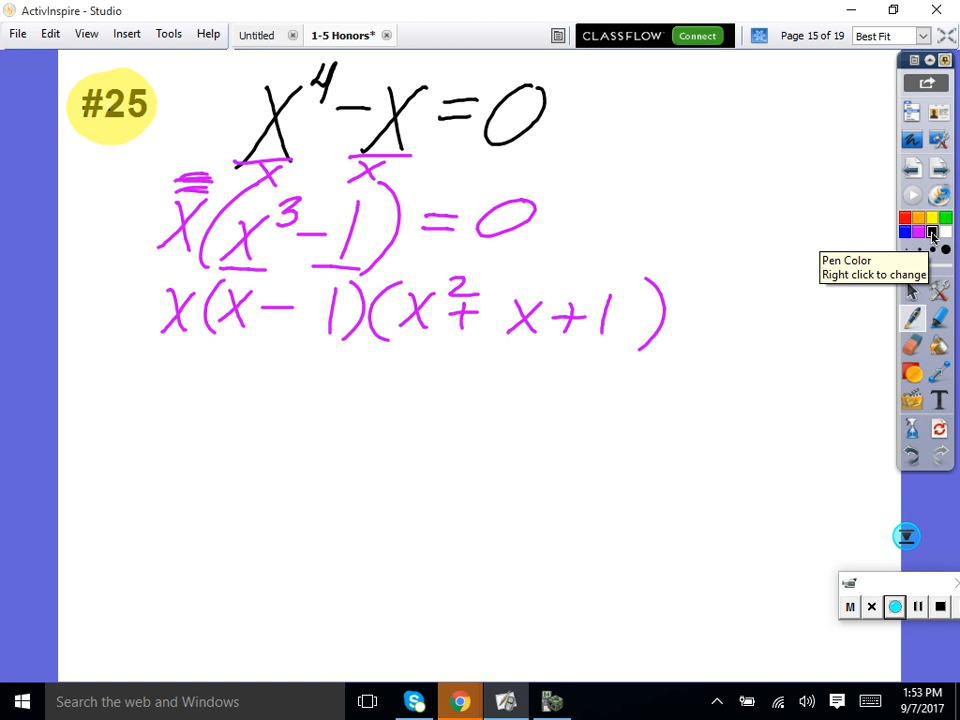 ActivInspire - Studio
File Edit View Insert Tools Help Untitled 1-5 Honors* CLASSFLOW Connect Page 15 of 19 Best Fit
#25 x⁴ - x = 0
x x
x(x³ - 1) = 0
Pen Color
Right click to change
x(x - 1)(x² + x + 1)
T
M
Search the web and Windows
1:53 PM
9/7/2017